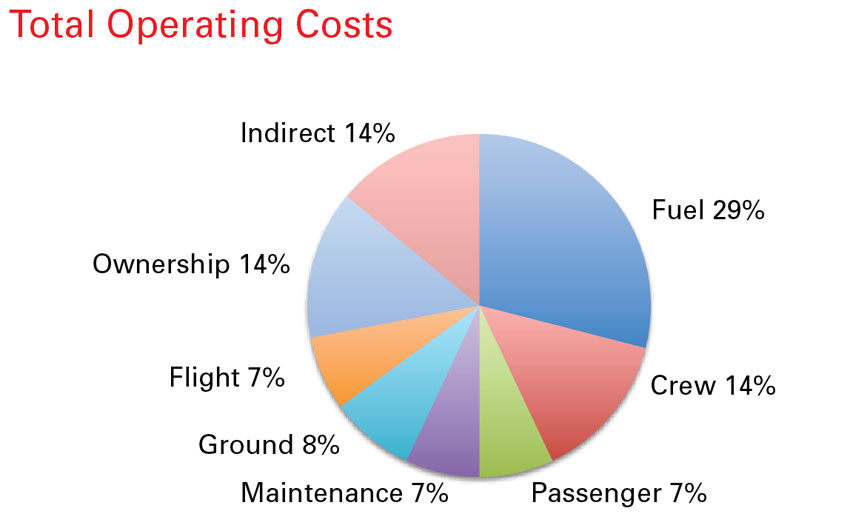 Total Operating Costs
Indirect 14%
Fuel 29%
Ownership 14%
Flight 7%
Crew 14%
Ground 8%
Maintenance 7%
Passenger 7%